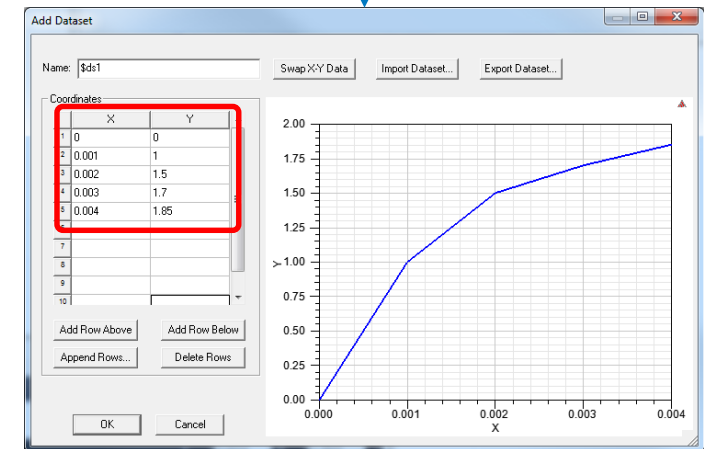 Add Dataset
Name: $ds1
Swap X-Y Data Import Dataset... Export Dataset...
Coordinates
X Y
1 0 0
2 0.001 1
3 0.002 1.5
4 0.003 1.7
5 0.004 1.85
7
8
9
10
Add Row Above Add Row Below
Append Rows... Delete Rows
OK Cancel
2.00
1.75
1.50
1.25
1.00
0.75
0.50
0.25
0.00
Y
0.000 0.001 0.002 0.003 0.004
X